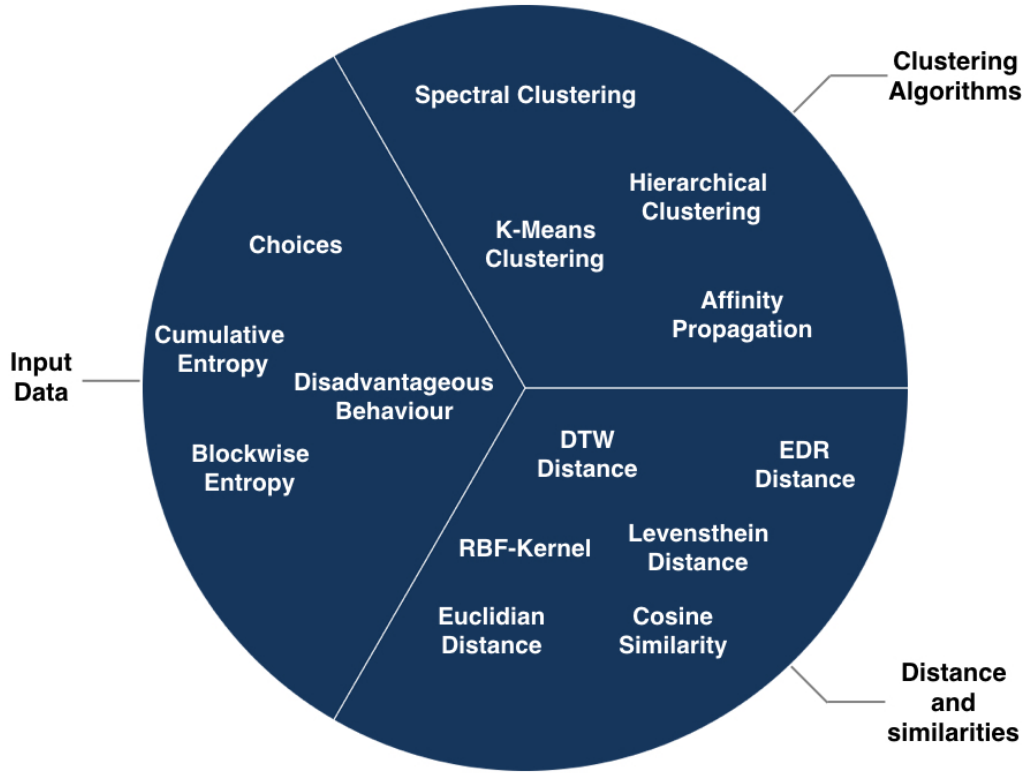 Clustering
Algorithms
Spectral Clustering
Hierarchical
Clustering
K-Means
Clustering
Affinity
Propagation
Input
Data
Choices
Cumulative
Entropy
Disadvantageous
Behaviour
Blockwise
Entropy
DTW
Distance
EDR
Distance
RBF-Kernel
Levensthein
Distance
Euclidian
Distance
Cosine
Similarity
Distance
and
similarities